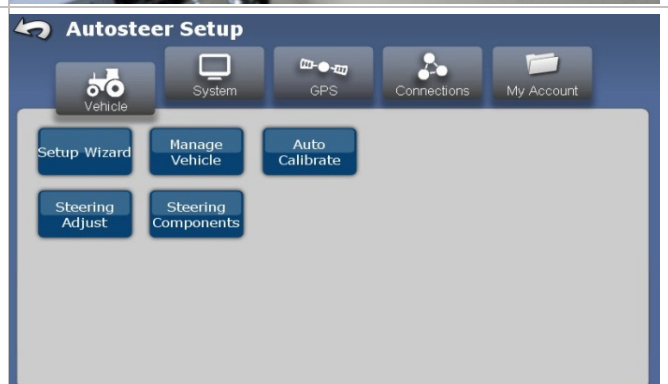 Autosteer Setup
Vehicle
System
GPS
Connections
My Account
Setup Wizard
Manage
Vehicle
Auto
Calibrate
Steering
Adjust
Steering
Components